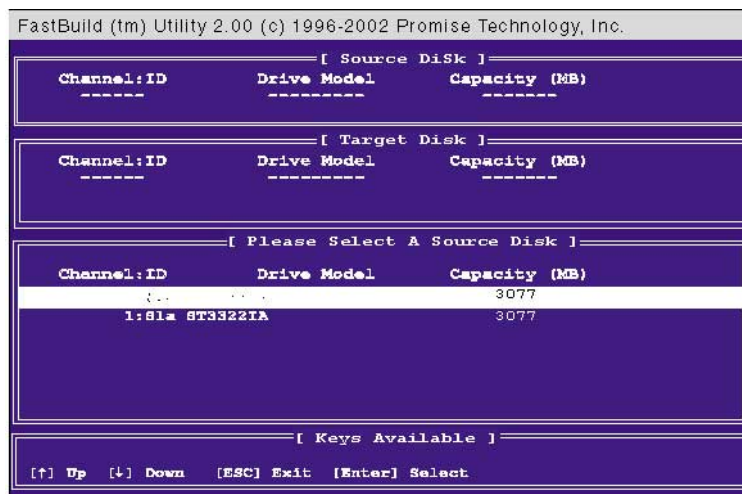 FastBuild (tm) Utility 2.00 (c) 1996-2002 Promise Technology, Inc.
[ Source DiSk ]
Channel:ID Drive Model Capacity (MB)
------ --------- -------
[ Target Disk ]
Channel:ID Drive Model Capacity (MB)
------ --------- -------
[ Please Select A Source Disk ]
Channel:ID Drive Model Capacity (MB)
3077
1:Sla ST3322IA 3077
[ Keys Available ]
[↑] Up [↓] Down [ESC] Exit [Enter] Select